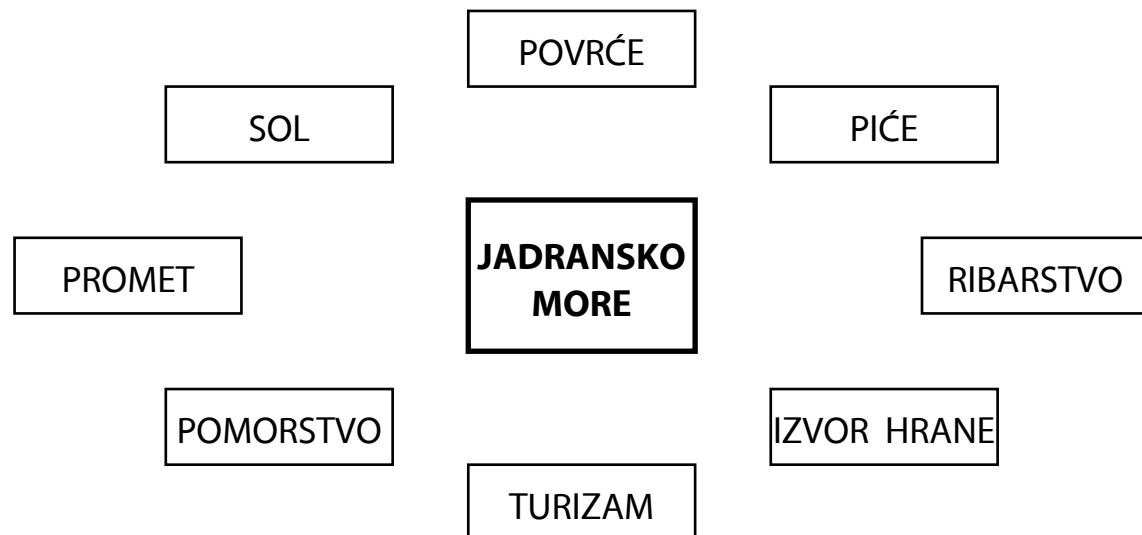 POVRĆE
SOL
PIĆE
JADRANSKO
MORE
PROMET
RIBARSTVO
POMORSTVO
IZVOR HRANE
TURIZAM